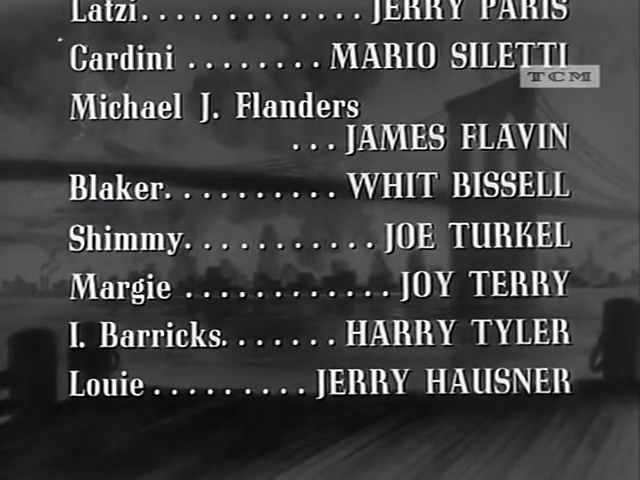 Latzi.............JERRY PARIS
Cardini ........MARIO SILETTI
TCM
Michael J. Flanders
...JAMES FLAVIN
Blaker..........WHIT BISSELL
Shimmy...........JOE TURKEL
Margie ............JOY TERRY
I. Barricks.......HARRY TYLER
Louie .........JERRY HAUSNER